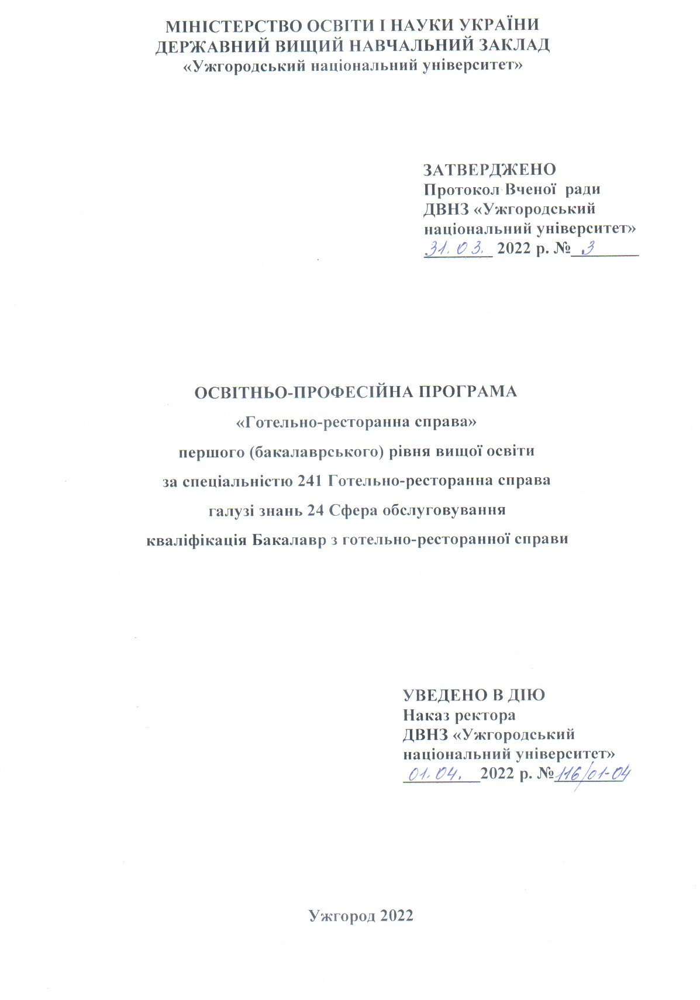 МІНІСТЕРСТВО ОСВІТИ І НАУКИ УКРАЇНИ
ДЕРЖАВНИЙ ВИЩИЙ НАВЧАЛЬНИЙ ЗАКЛАД
«Ужгородський національний університет»
ЗАТВЕРДЖЕНО
Протокол Вченої ради
ДВНЗ «Ужгородський
національний університет»
31.03. 2022 р. № 3
ОСВІТНЬО-ПРОФЕСІЙНА ПРОГРАМА
«Готельно-ресторанна справа»
першого (бакалаврського) рівня вищої освіти
за спеціальністю 241 Готельно-ресторанна справа
галузі знань 24 Сфера обслуговування
кваліфікація Бакалавр з готельно-ресторанної справи
УВЕДЕНО В ДІЮ
Наказ ректора
ДВНЗ «Ужгородський
національний університет»
01.04. 2022 р. № 116/01-04
Ужгород 2022